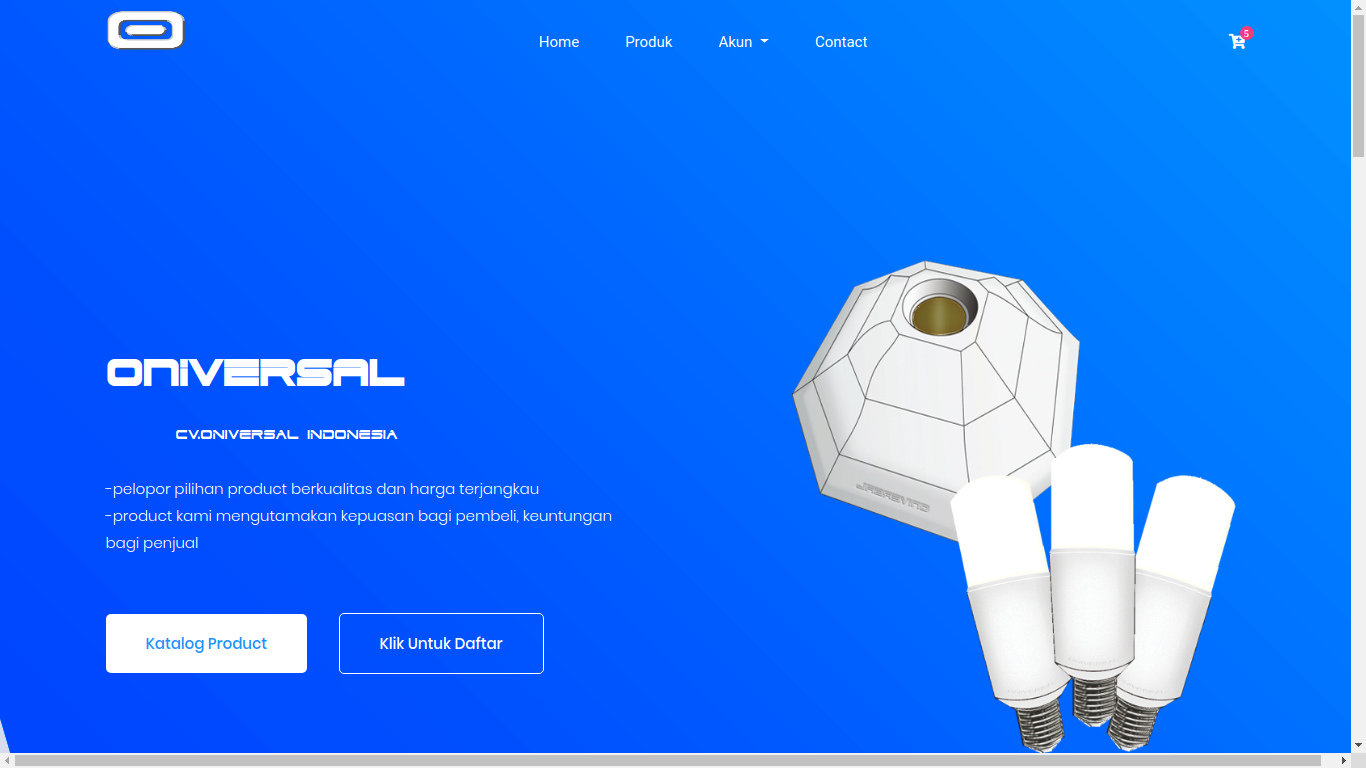 Home Produk Akun Contact
5
ONIVERSAL
CV.ONIVERSAL INDONESIA
-pelopor pilihan product berkualitas dan harga terjangkau
-product kami mengutamakan kepuasan bagi pembeli, keuntungan
bagi penjual
Katalog Product
Klik Untuk Daftar